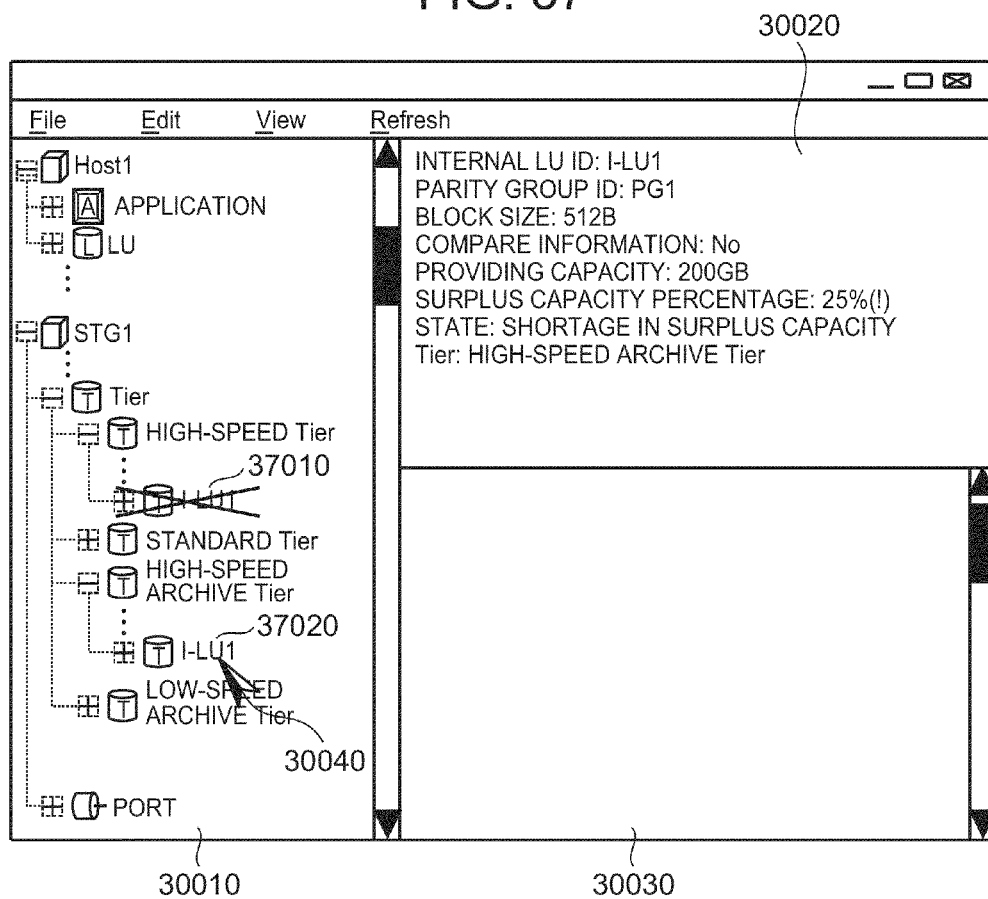 30020
File Edit View Refresh
Host1
A APPLICATION
L LU
STG1
T Tier
T HIGH-SPEED Tier
37010
T I-LU1
T STANDARD Tier
T HIGH-SPEED
ARCHIVE Tier
37020
T I-LU1
T LOW-SPEED
ARCHIVE Tier
30040
PORT
INTERNAL LU ID: I-LU1
PARITY GROUP ID: PG1
BLOCK SIZE: 512B
COMPARE INFORMATION: No
PROVIDING CAPACITY: 200GB
SURPLUS CAPACITY PERCENTAGE: 25%(!)
STATE: SHORTAGE IN SURPLUS CAPACITY
Tier: HIGH-SPEED ARCHIVE Tier
30010
30030